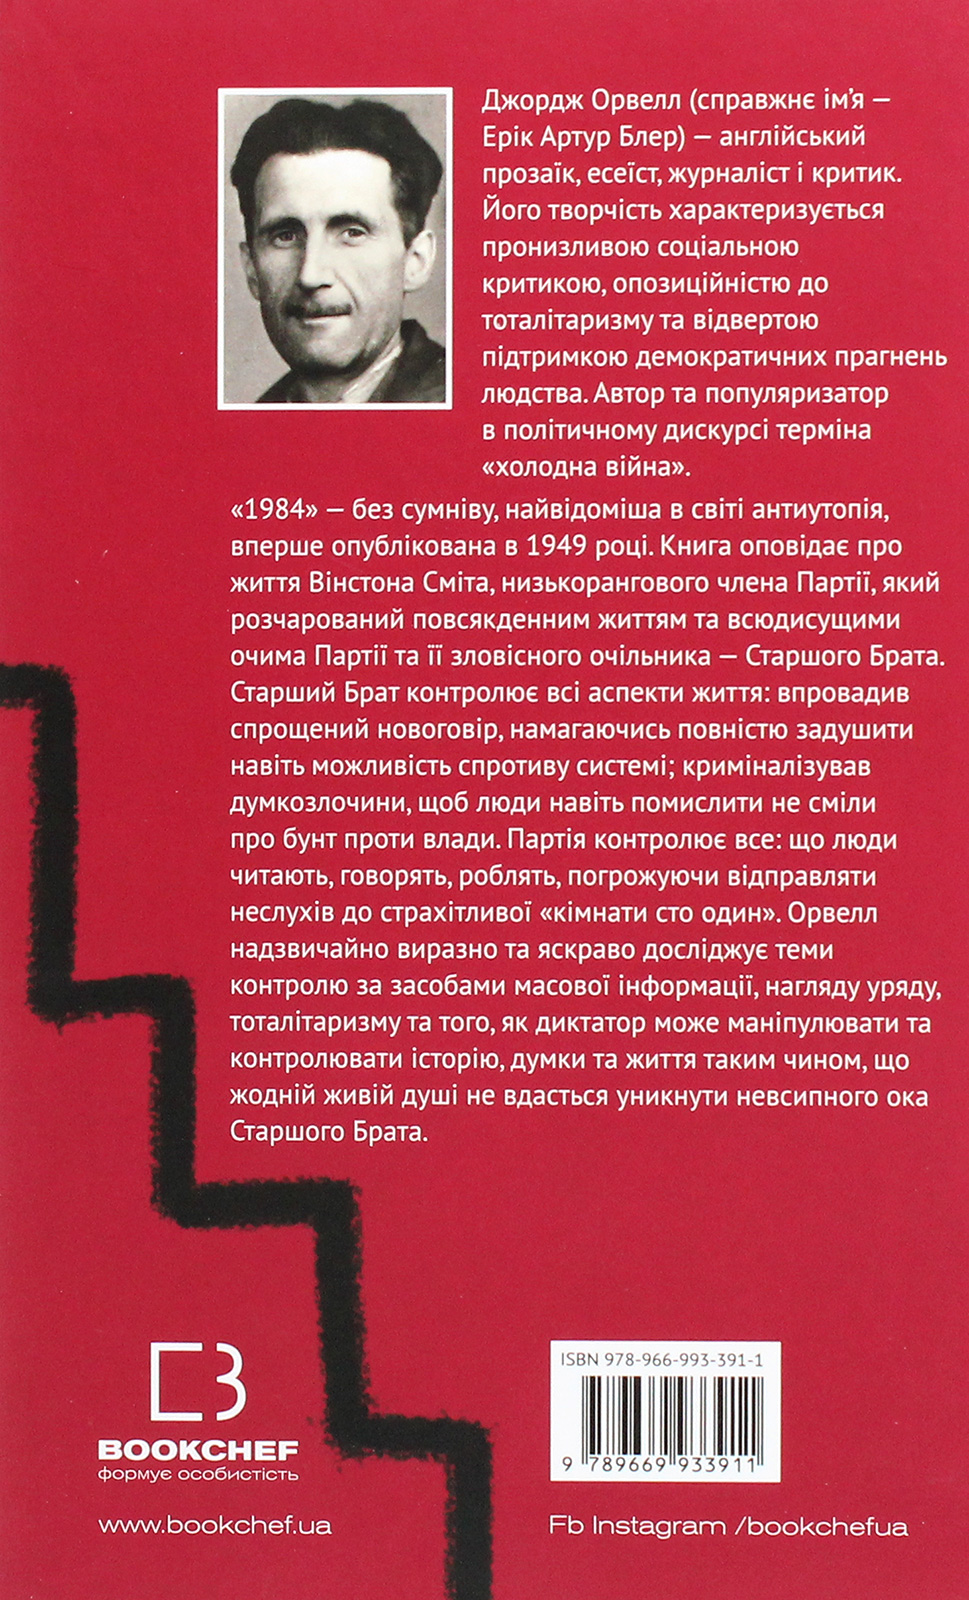 Джордж Орвелл (справжнє ім’я —
Ерік Артур Блер) — англійський
прозаїк, есеїст, журналіст і критик.
Його творчість характеризується
пронизливою соціальною
критикою, опозиційністю до
тоталітаризму та відвертою
підтримкою демократичних прагнень
людства. Автор та популяризатор
в політичному дискурсі терміна
«холодна війна».
«1984» — без сумніву, найвідоміша в світі антиутопія,
вперше опублікована в 1949 році. Книга оповідає про
життя Вінстона Сміта, низькорангового члена Партії, який
розчарований повсякденним життям та всюдисущими
очима Партії та її зловісного очільника — Старшого Брата.
Старший Брат контролює всі аспекти життя: впровадив
спрощений новоговір, намагаючись повністю задушити
навіть можливість спротиву системі; криміналізував
думкозлочини, щоб люди навіть помислити не сміли
про бунт проти влади. Партія контролює все: що люди
читають, говорять, роблять, погрожуючи відправляти
неслухів до страхітливої «кімнати сто один». Орвелл
надзвичайно виразно та яскраво досліджує теми
контролю за засобами масової інформації, нагляду уряду,
тоталітаризму та того, як диктатор може маніпулювати та
контролювати історію, думки та життя таким чином, що
жодній живій душі не вдасться уникнути невсипного ока
Старшого Брата.
BOOKCHEF
формує особистість
www.bookchef.ua
ISBN 978-966-993-391-1
9 789669 933911
Fb Instagram /bookchefua